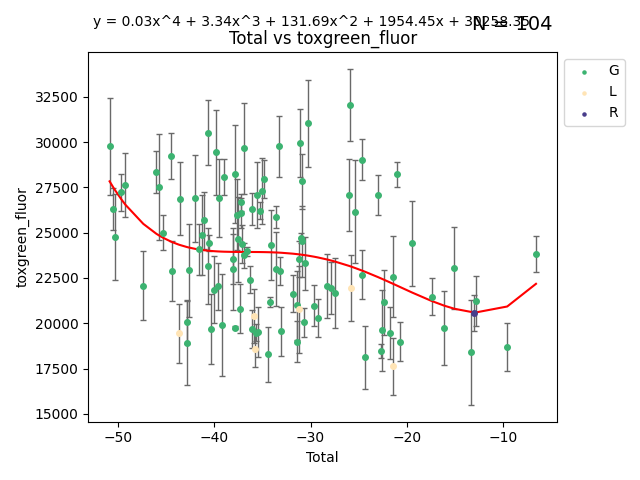 y = 0.03x^4 + 3.34x^3 + 131.69x^2 + 1954.45x +
N = 104
Total vs toxgreen_fluor
32500
30000
27500
25000
22500
20000
17500
15000
toxgreen_fluor
−50
−40
−30
−20
−10
Total
G
L
R